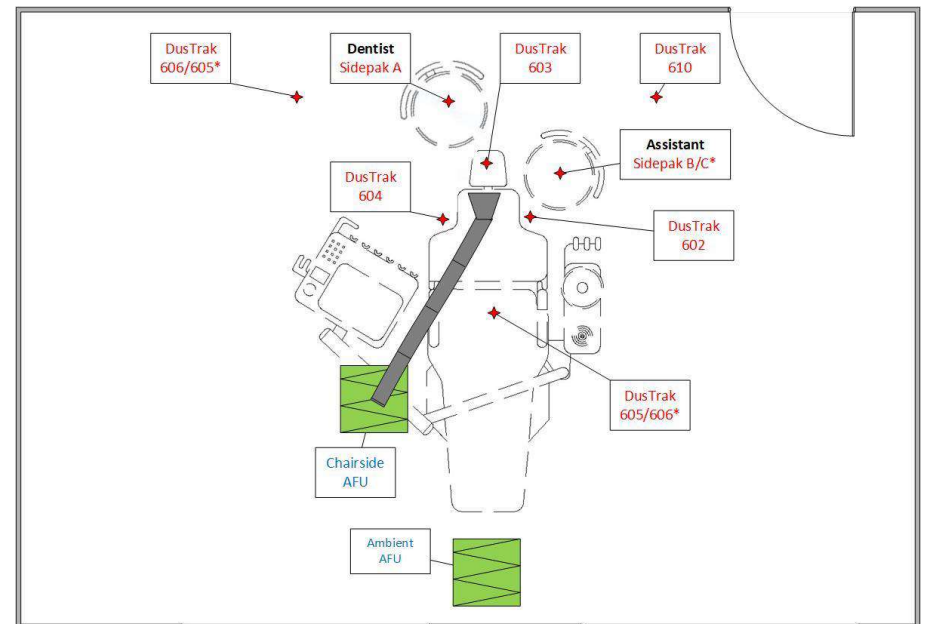 DusTrak
606/605*
Dentist
Sidepak A
DusTrak
603
DusTrak
610
Assistant
Sidepak B/C*
DusTrak
604
DusTrak
602
DusTrak
605/606*
Chairside
AFU
Ambient
AFU